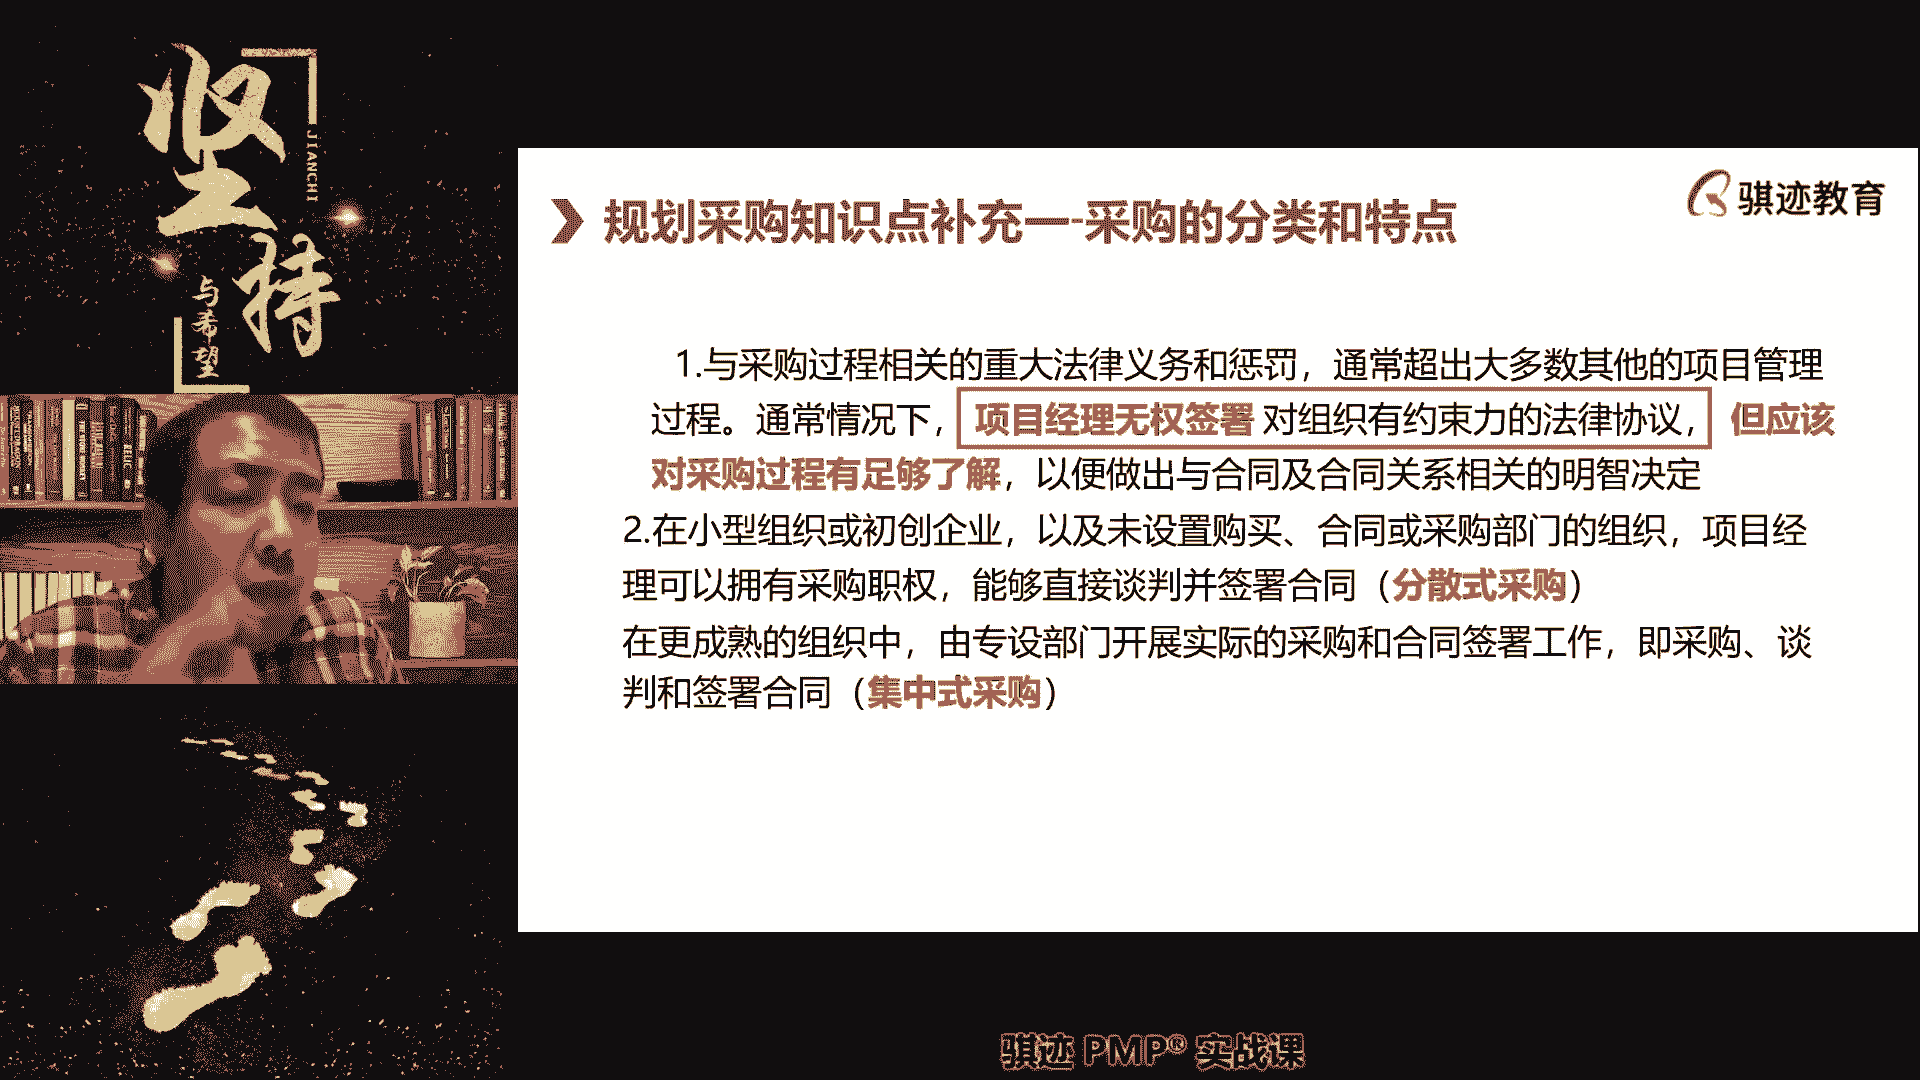 坚持
JIANCHI
与希望
骐迹教育
规划采购知识点补充一-采购的分类和特点
1.与采购过程相关的重大法律义务和惩罚，通常超出大多数其他的项目管理
过程。通常情况下，项目经理无权签署 对组织有约束力的法律协议，但应该
对采购过程有足够了解，以便做出与合同及合同关系相关的明智决定
2.在小型组织或初创企业，以及未设置购买、合同或采购部门的组织，项目经
理可以拥有采购职权，能够直接谈判并签署合同（分散式采购）
在更成熟的组织中，由专设部门开展实际的采购和合同签署工作，即采购、谈
判和签署合同（集中式采购）
骐迹 PMP® 实战课